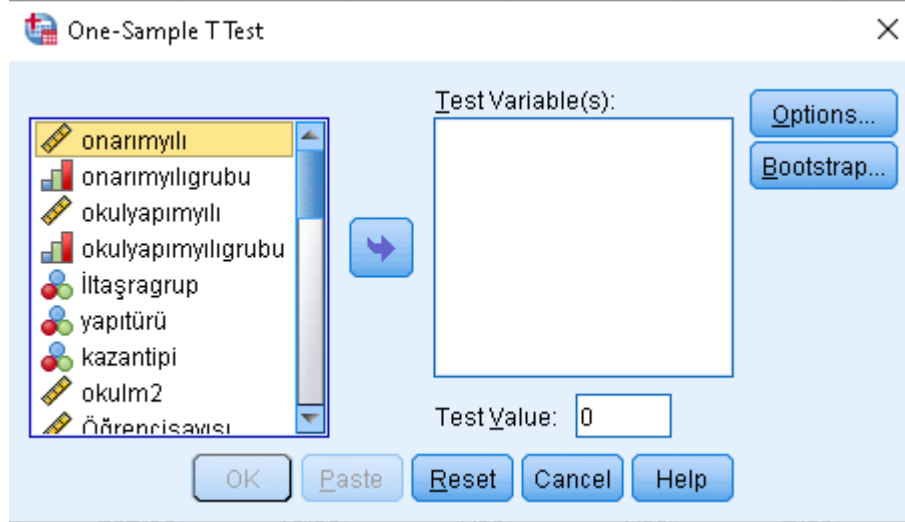 One-Sample T Test
Test Variable(s):
Options...
Bootstrap...
onarımyılı
onarımyılıgrubu
okulyapımyılı
okulyapımyılıgrubu
İltaşragrup
yapıtürü
kazantipi
okulm2
Öğrencisayısı
Test Value: 0
OK
Paste
Reset
Cancel
Help